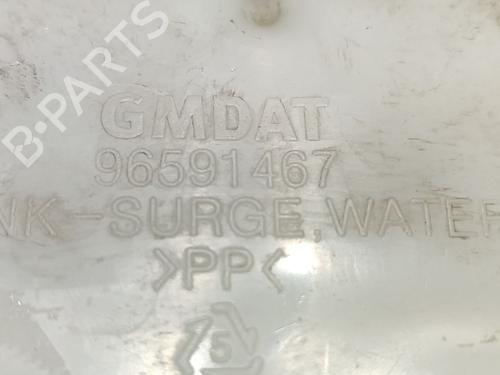 GMDAT
96591467
NK-SURGE, WATER
>PP<
5
B-PARTS